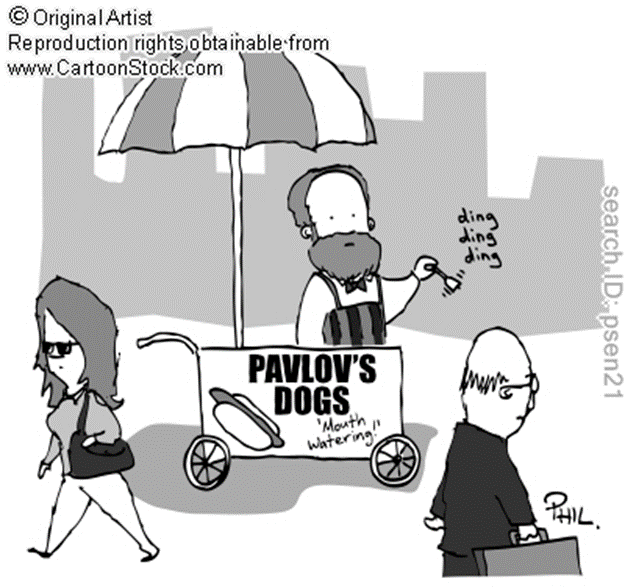 © Original Artist
Reproduction rights obtainable from
www.CartoonStock.com
ding
ding
ding
search.ID: psen21
PAVLOV'S
DOGS
'Mouth
Watering!'
PHIL.